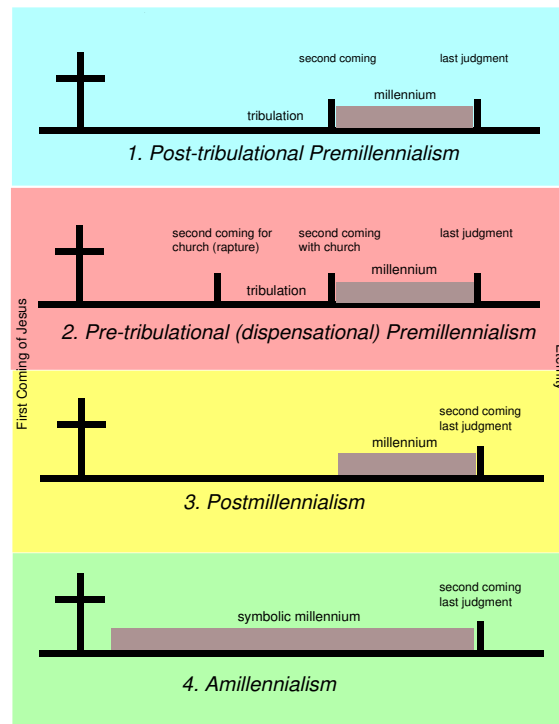 second coming last judgment
millennium
tribulation
1. Post-tribulational Premillennialism
second coming for
church (rapture)
second coming
with church
last judgment
millennium
tribulation
2. Pre-tribulational (dispensational) Premillennialism
First Coming of Jesus
Eternity
second coming
last judgment
millennium
3. Postmillennialism
second coming
last judgment
symbolic millennium
4. Amillennialism